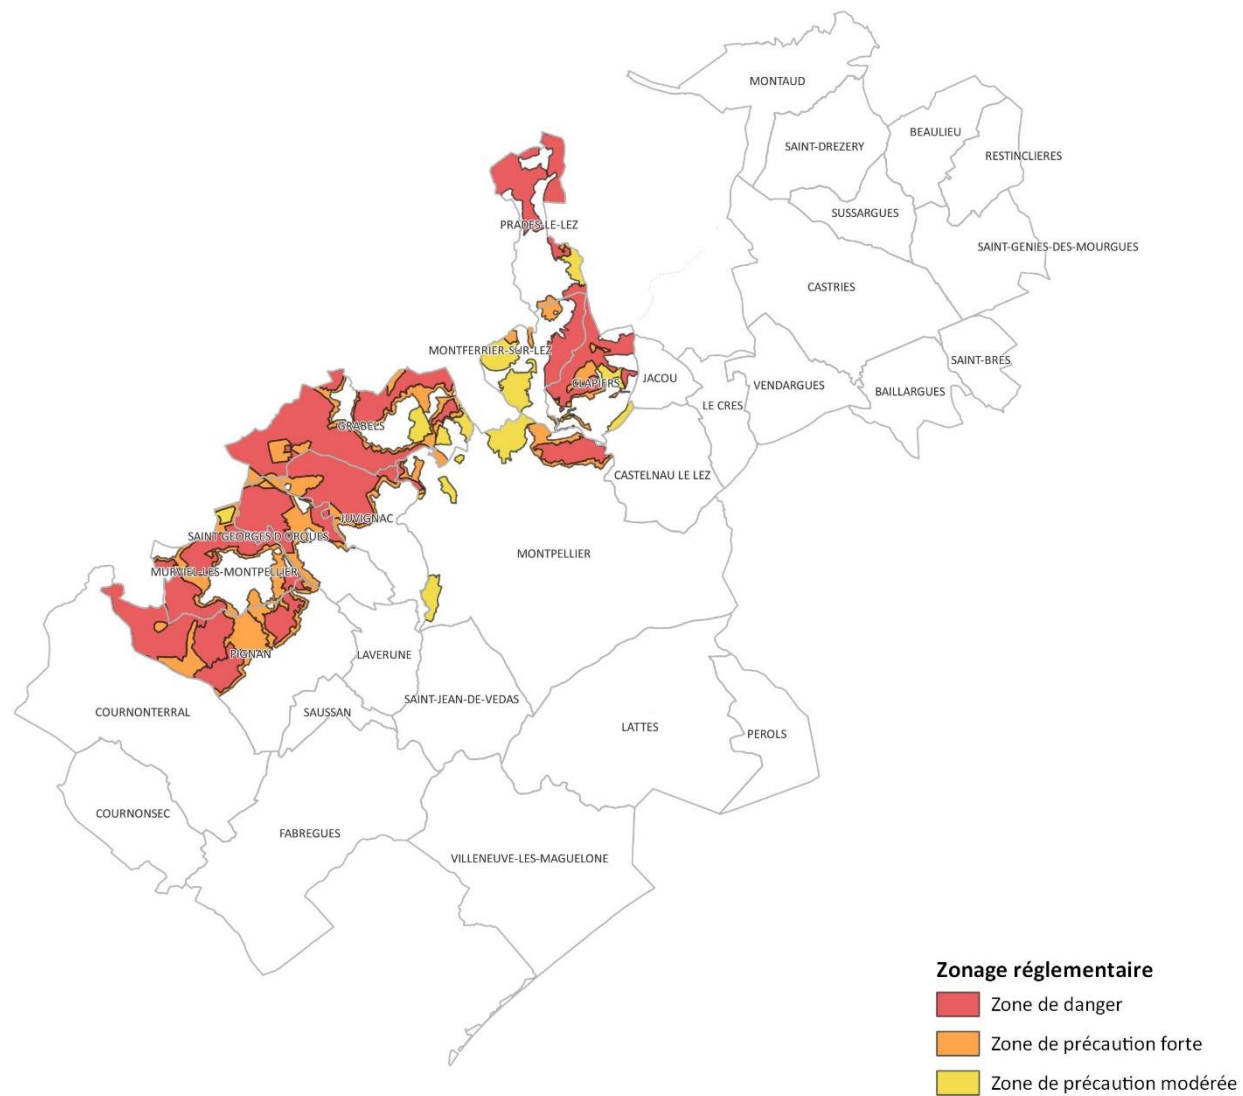 MONTAUD
BEAULIEU
SAINT-DREZERY
RESTINCLIERES
SUSSARGUES
PRADES-LE-LEZ
SAINT-GENIES-DES-MOURGUES
CASTRIES
MONTFERRIER-SUR-LEZ
SAINT-BRES
JACOU
CLAPIERS
VENDARGUES
BAILLARGUES
LE CRES
GRABELS
CASTELNAU LE LEZ
JUVIGNAC
SAINT GEORGES D ORQUES
MONTPELLIER
MURVIEL-LES-MONTPELLIER
PIGNAN
LAVERUNE
SAINT-JEAN-DE-VEDAS
COURNONTERRAL
SAUSSAN
LATTES
PEROLS
COURNONSEC
FABREGUES
VILLENEUVE-LES-MAGUELONE
Zonage réglementaire
Zone de danger
Zone de précaution forte
Zone de précaution modérée